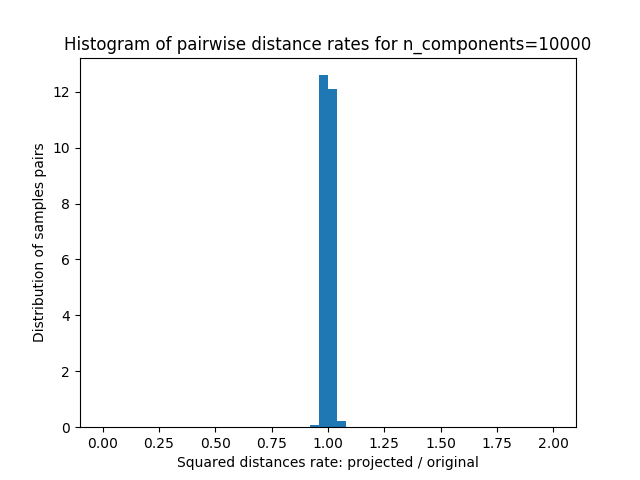 Histogram of pairwise distance rates for n_components=10000
Distribution of samples pairs
12
10
8
6
4
2
0
0.00 0.25 0.50 0.75 1.00 1.25 1.50 1.75 2.00
Squared distances rate: projected / original